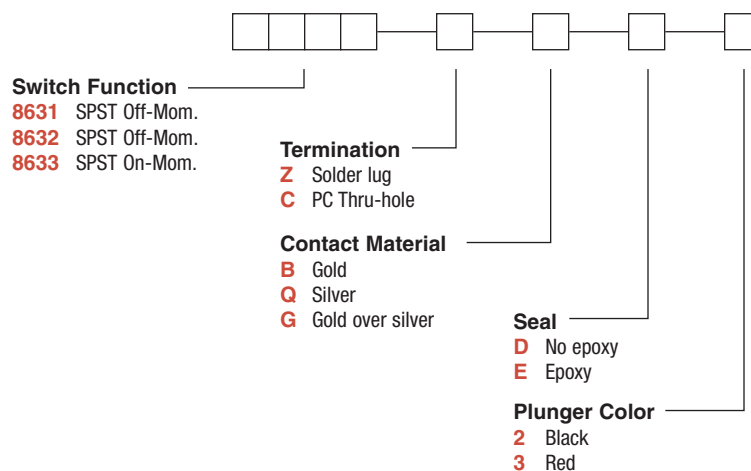 Switch Function
8631 SPST Off-Mom.
8632 SPST Off-Mom.
8633 SPST On-Mom.
Termination
Z Solder lug
C PC Thru-hole
Contact Material
B Gold
Q Silver
G Gold over silver
Seal
D No epoxy
E Epoxy
Plunger Color
2 Black
3 Red